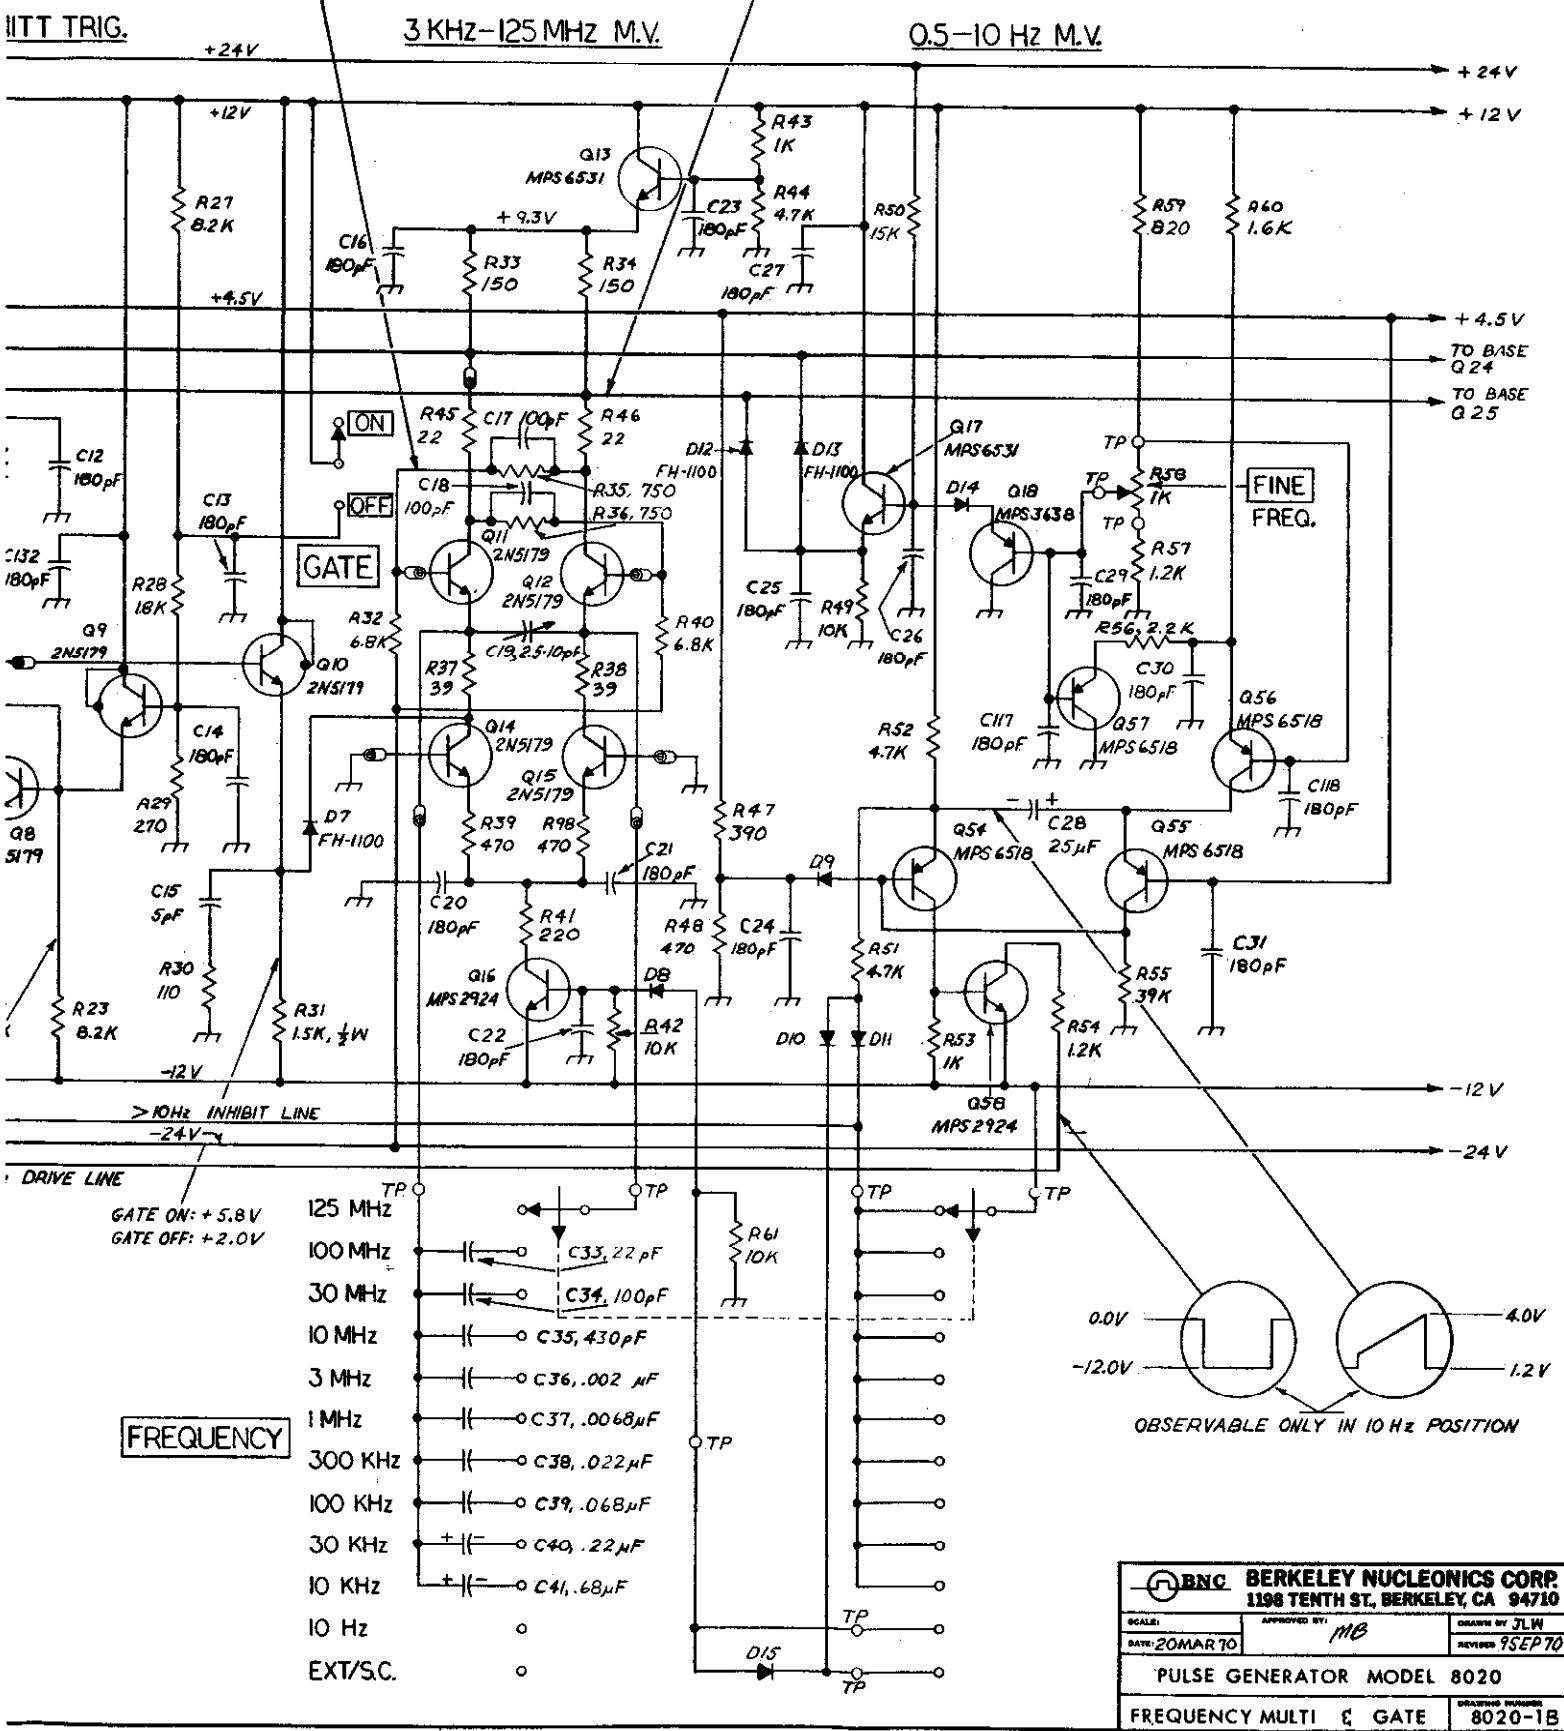 ITT TRIG.
3 KHz-125 MHz M.V.
0.5-10 Hz M.V.
+24V
+24V
+12V
+12V
R43
1K
Q13
MPS6531
R27
8.2K
R44
4.7K
C23
180pF
R50
15K
R59
820
R60
1.6K
+9.3V
C16
180pF
R33
150
R34
150
C27
180pF
+4.5V
+4.5V
TO BASE
Q24
TO BASE
Q25
ON
OFF
GATE
R45
22
C17 100pF
R46
22
D12
FH-1100
D13
FH-1100
Q17
MPS6531
TP
C12
180pF
C13
180pF
C18
100pF
R35, 750
R36, 750
D14
Q18
MPS3638
TP
R58
1K
FINE
FREQ.
TP
C132
180pF
R28
18K
Q11
2N5179
Q12
2N5179
C25
180pF
R49
10K
C26
180pF
C29
180pF
R57
1.2K
Q9
2N5179
R32
6.8K
C19, 2.5-10pF
R40
6.8K
R56, 2.2K
Q10
2N5179
R37
39
R38
39
C30
180pF
Q56
MPS6518
C14
180pF
Q14
2N5179
Q15
2N5179
R52
4.7K
C117
180pF
Q57
MPS6518
C118
180pF
R29
270
Q8
5179
D7
FH-1100
R39
470
R98
470
R47
390
- +
C28
25µF
Q54
MPS6518
Q55
MPS6518
C21
180pF
D9
C15
5pF
C20
180pF
R41
220
R48
470
C24
180pF
R51
4.7K
C31
180pF
R30
110
Q16
MPS2924
D8
R55
39K
R23
8.2K
R31
1.5K, ½W
C22
180pF
R42
10K
D10
D11
R53
1K
R54
1.2K
-12V
-12V
Q58
MPS2924
>10Hz INHIBIT LINE
-24V
-24V
DRIVE LINE
GATE ON: +5.8V
GATE OFF: +2.0V
TP
TP
TP
TP
125 MHz
100 MHz
C33, 22pF
R61
10K
30 MHz
C34, 100pF
10 MHz
C35, 430pF
3 MHz
C36, .002 µF
1 MHz
C37, .0068µF
FREQUENCY
TP
300 KHz
C38, .022µF
100 KHz
C39, .068µF
30 KHz
+ -
C40, .22µF
10 KHz
+ -
C41, .68µF
10 Hz
TP
EXT/S.C.
D15
TP
0.0V
-12.0V
4.0V
1.2V
OBSERVABLE ONLY IN 10 Hz POSITION
BNC BERKELEY NUCLEONICS CORP.
1198 TENTH ST., BERKELEY, CA 94710
SCALE:
APPROVED BY: MB
DRAWN BY JLW
DATE: 20MAR70
REVISED 9SEP70
PULSE GENERATOR MODEL 8020
FREQUENCY MULTI & GATE
DRAWING NUMBER
8020-1B